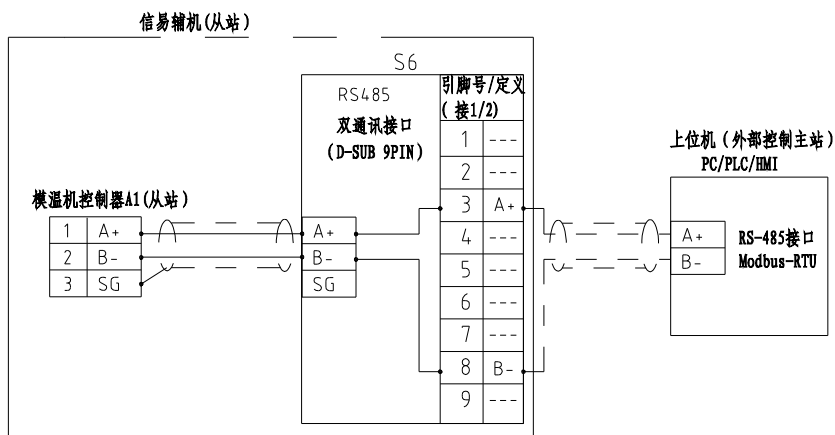 信易辅机(从站)
S6
RS485
双通讯接口
(D-SUB 9PIN)
引脚号/定义
(接1/2)
1 ---
2 ---
3 A+
4 ---
5 ---
6 ---
7 ---
8 B-
9 ---
模温机控制器A1(从站)
1 A+
2 B-
3 SG
A+
B-
SG
上位机(外部控制主站)
PC/PLC/HMI
A+
B-
RS-485接口
Modbus-RTU